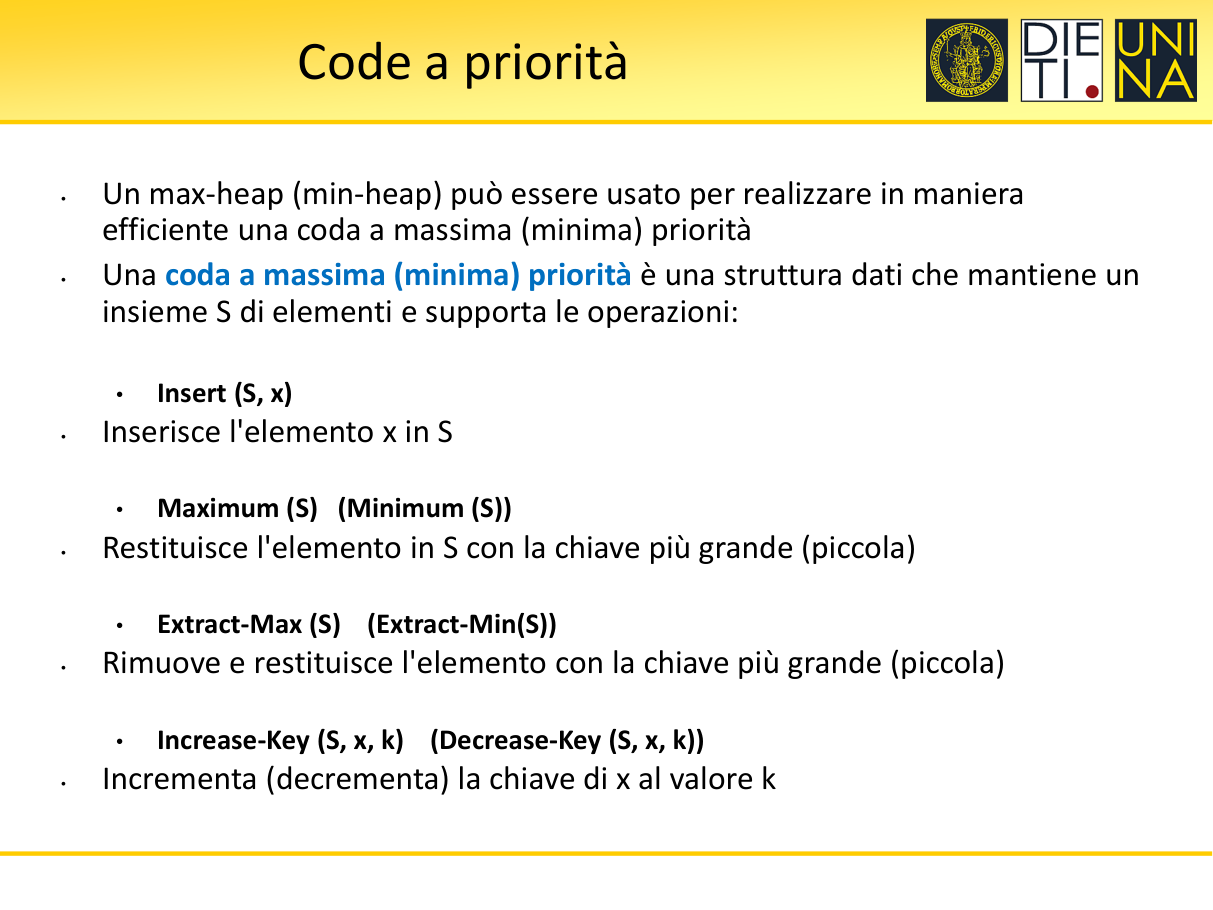 Code a priorità
DIE
TI.
UNI
NA
• Un max-heap (min-heap) può essere usato per realizzare in maniera
efficiente una coda a massima (minima) priorità
• Una coda a massima (minima) priorità è una struttura dati che mantiene un
insieme S di elementi e supporta le operazioni:
• Insert (S, x)
• Inserisce l'elemento x in S
• Maximum (S) (Minimum (S))
• Restituisce l'elemento in S con la chiave più grande (piccola)
• Extract-Max (S) (Extract-Min(S))
• Rimuove e restituisce l'elemento con la chiave più grande (piccola)
• Increase-Key (S, x, k) (Decrease-Key (S, x, k))
• Incrementa (decrementa) la chiave di x al valore k